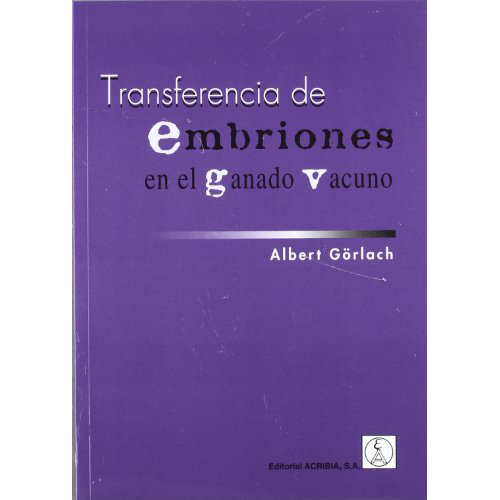 Transferencia de
embriones
en el ganado vacuno
Albert Görlach
Editorial ACRIBIA, S.A.